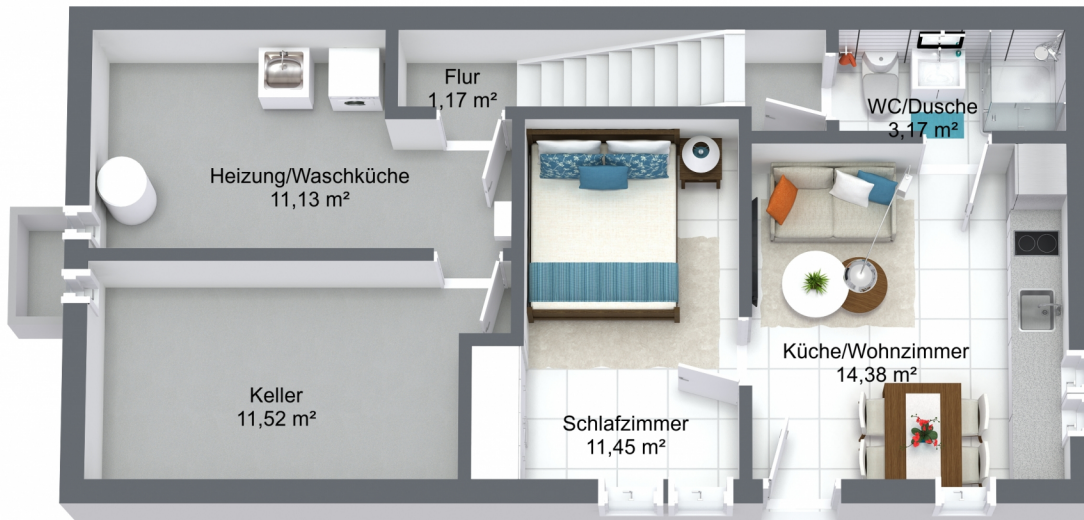 Flur
1,17 m²
WC/Dusche
3,17 m²
Heizung/Waschküche
11,13 m²
Küche/Wohnzimmer
14,38 m²
Keller
11,52 m²
Schlafzimmer
11,45 m²